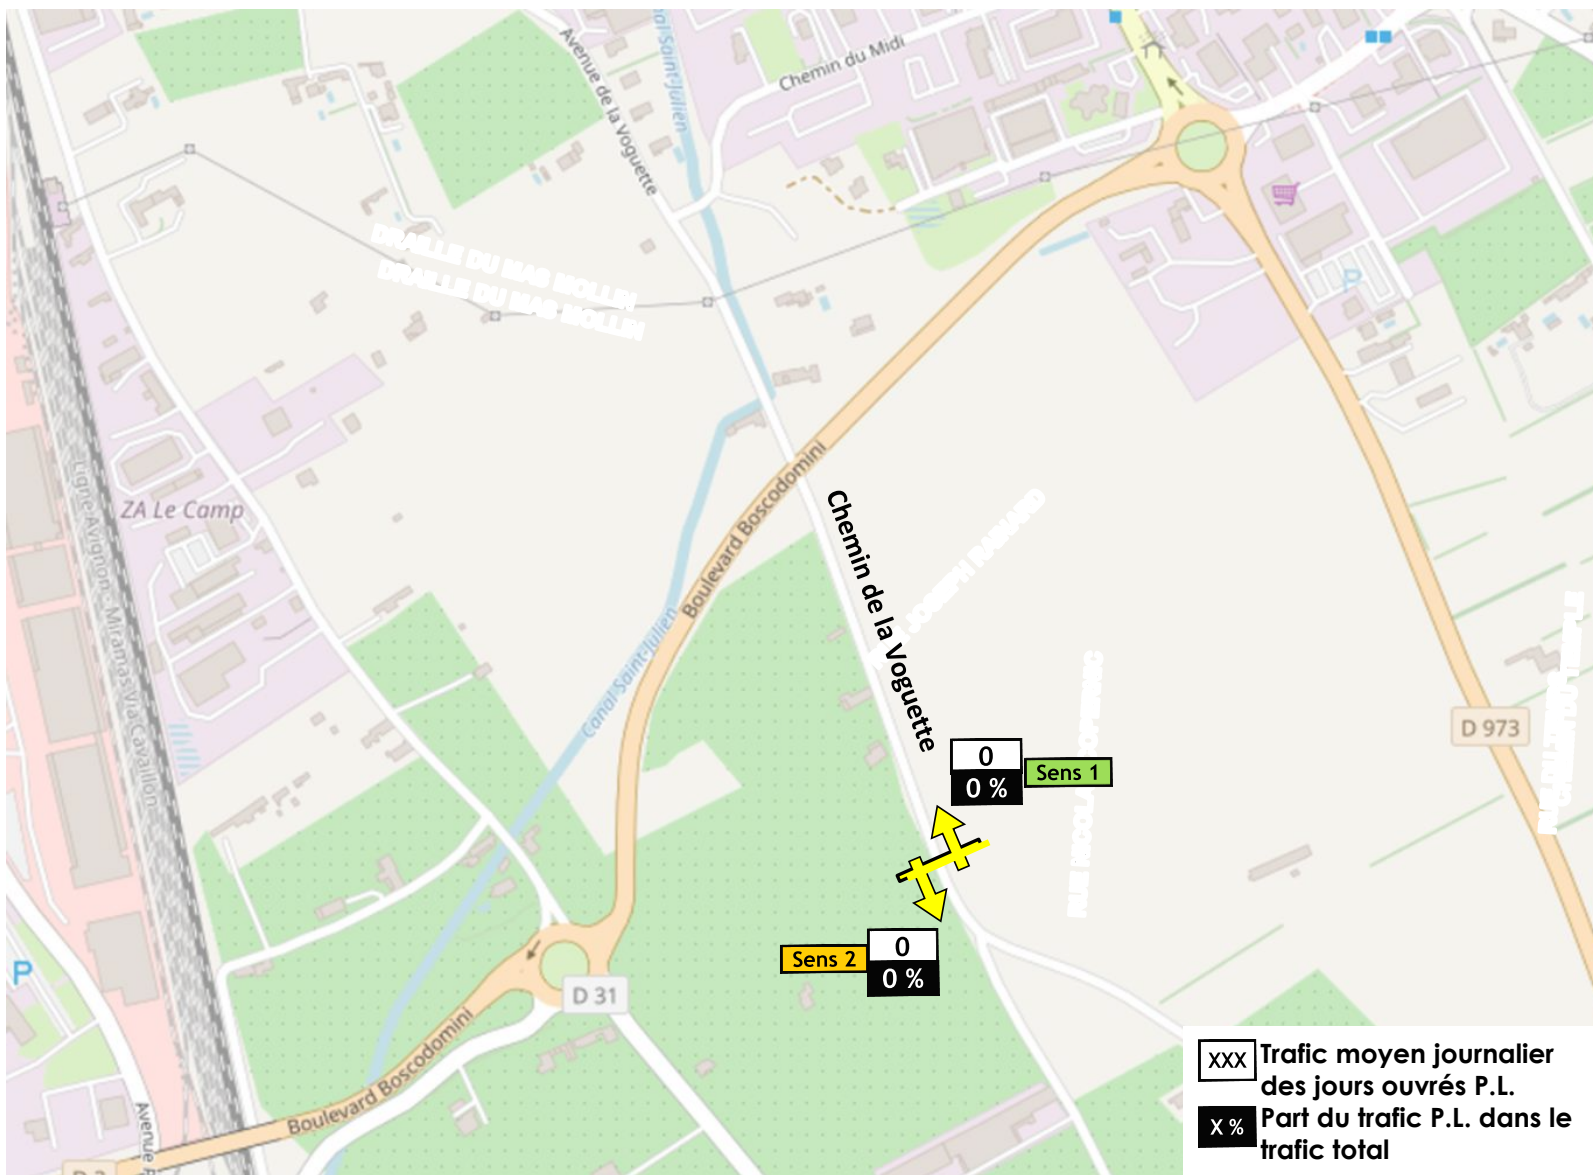 Avenue de la Voguette
al Saint-Julien
Chemin du Midi
DRAILLE DU MAS MOLLIN
DRAILLE DU MAS MOLLIN
P
ZA Le Camp
Ligne Avignon - Miramas Via Cavaillon
Boulevard Boscodomini
Chemin de la Voguette
JOSEPH
Canal Saint-Julien
D 973
0
0 %
Sens 1
RUE
Sens 2
0
0 %
P
D 31
Boulevard Boscodomini
Avenue
XXX Trafic moyen journalier
des jours ouvrés P.L.
X % Part du trafic P.L. dans le
trafic total